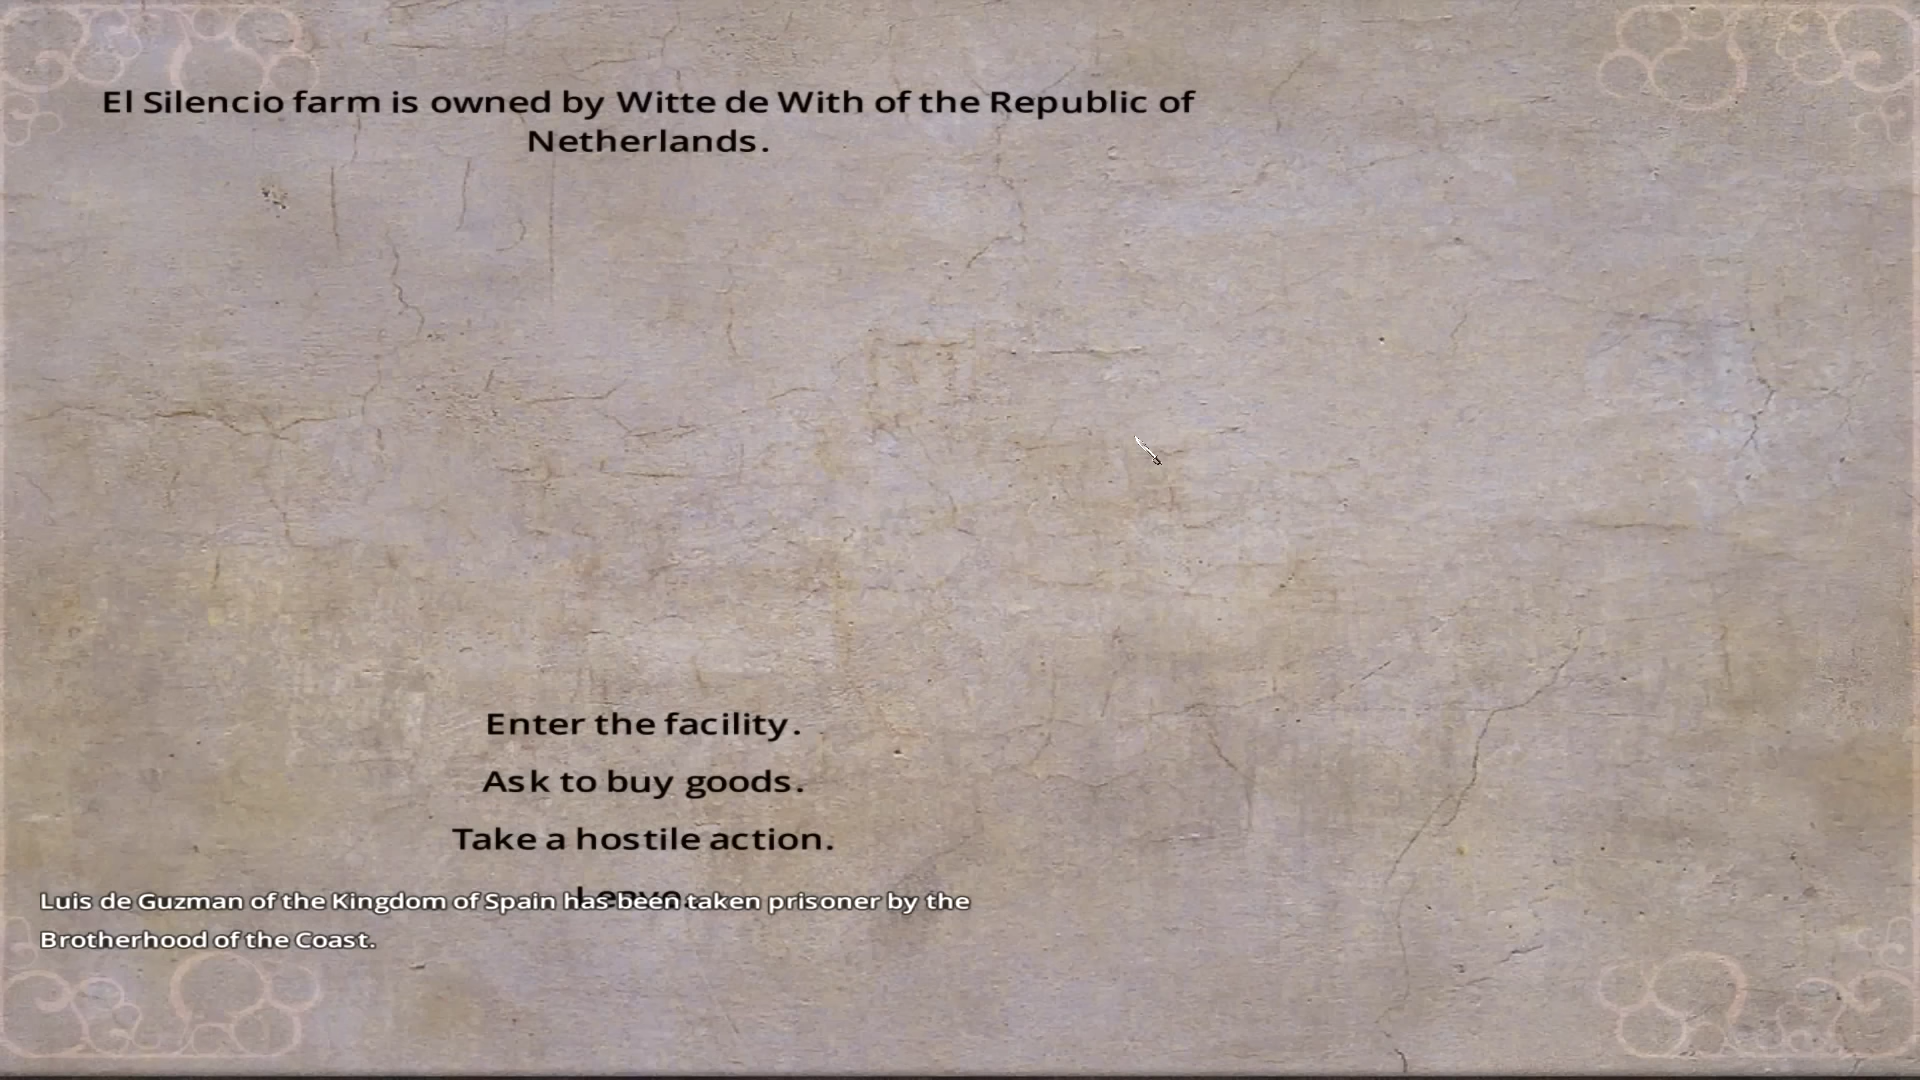 El Silencio farm is owned by Witte de With of the Republic of
Netherlands.
Enter the facility.
Ask to buy goods.
Take a hostile action.
Leave.
Luis de Guzman of the Kingdom of Spain has been taken prisoner by the
Brotherhood of the Coast.